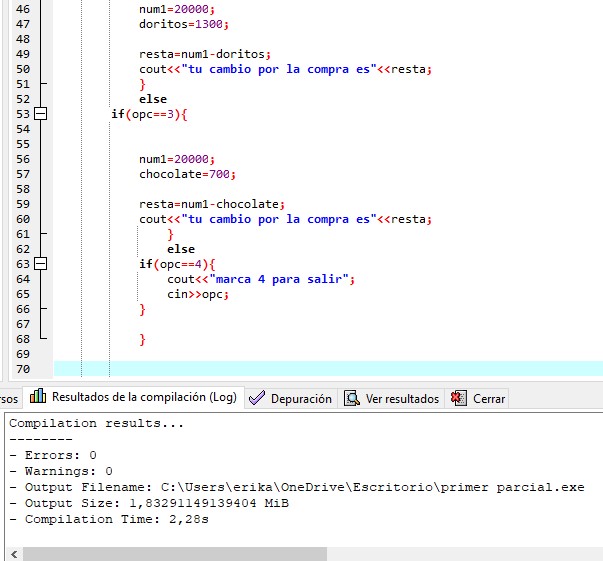 46 num1=20000;
47 doritos=1300;
48
49 resta=num1-doritos;
50 cout<<"tu cambio por la compra es"<<resta;
51 }
52 else
53 if(opc==3){
54
55
56 num1=20000;
57 chocolate=700;
58
59 resta=num1-chocolate;
60 cout<<"tu cambio por la compra es"<<resta;
61 }
62 else
63 if(opc==4){
64 cout<<"marca 4 para salir";
65 cin>>opc;
66 }
67
68 }
69
70
rsos Resultados de la compilación (Log) Depuración Ver resultados Cerrar
Compilation results...
--------
- Errors: 0
- Warnings: 0
- Output Filename: C:\Users\erika\OneDrive\Escritorio\primer parcial.exe
- Output Size: 1,83291149139404 MiB
- Compilation Time: 2,28s